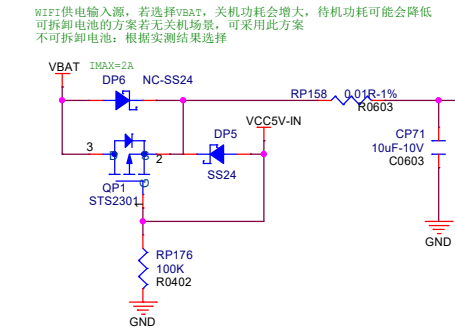 WIFI供电输入源，若选择VBAT，关机功耗会增大，待机功耗可能会降低
可拆卸电池的方案若无关机场景，可采用此方案
不可拆卸电池：根据实测结果选择
VBAT IMAX=2A
DP6 NC-SS24
RP158 0.01R-1%
R0603
VCC5V-IN
DP5
CP71
10uF-10V
C0603
3
D
S
2
SS24
G
QP1
STS2301
1
GND
RP176
100K
R0402
GND